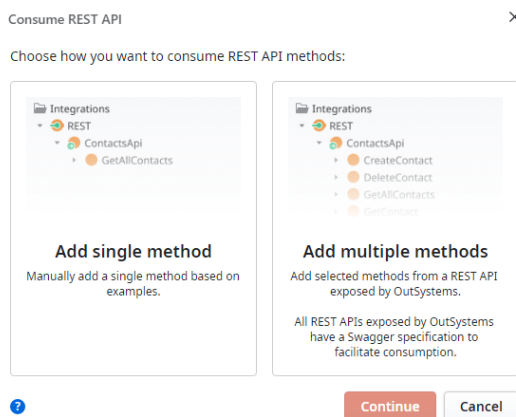 Consume REST API
Choose how you want to consume REST API methods:
Integrations
REST
ContactsApi
GetAllContacts
Add single method
Manually add a single method based on
examples.
Integrations
REST
ContactsApi
CreateContact
DeleteContact
GetAllContacts
GetContact
Add multiple methods
Add selected methods from a REST API
exposed by OutSystems.
All REST APIs exposed by OutSystems
have a Swagger specification to
facilitate consumption.
?
Continue
Cancel